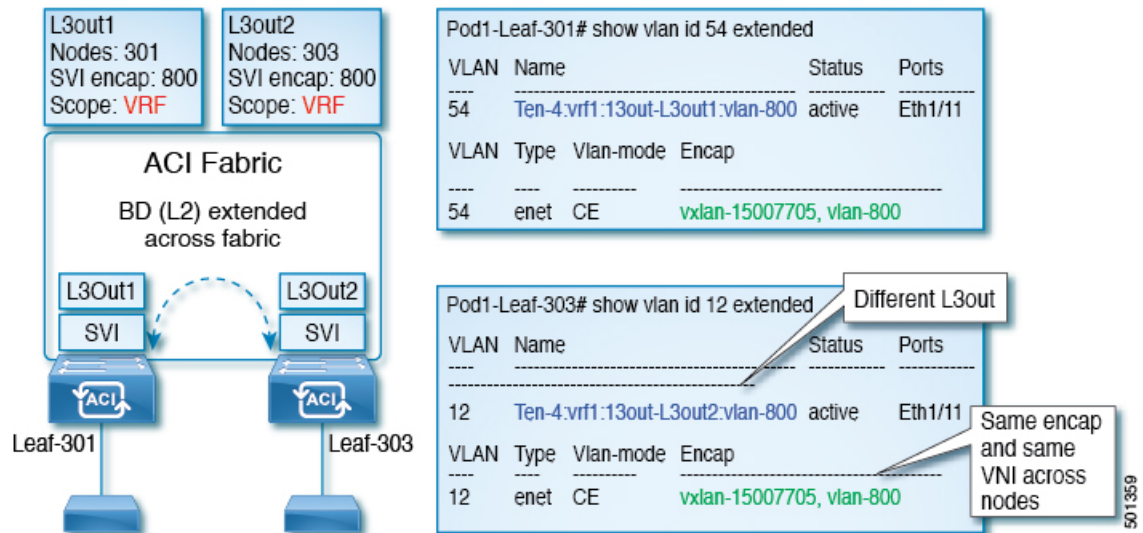 L3out1
Nodes: 301
SVI encap: 800
Scope: VRF
L3out2
Nodes: 303
SVI encap: 800
Scope: VRF
ACI Fabric
BD (L2) extended
across fabric
L3Out1
SVI
L3Out2
SVI
ACI
ACI
Leaf-301
Leaf-303
Pod1-Leaf-301# show vlan id 54 extended
VLAN Name Status Ports
---- -------------------------------- ---------- ----------
54 Ten-4:vrf1:13out-L3out1:vlan-800 active Eth1/11
VLAN Type Vlan-mode Encap
---- ---- ---------- -------------------------------
54 enet CE vxlan-15007705, vlan-800
Pod1-Leaf-303# show vlan id 12 extended
Different L3out
VLAN Name Status Ports
---- -------------------------------- ---------- ----------
-------------------------------
12 Ten-4:vrf1:13out-L3out2:vlan-800 active Eth1/11
VLAN Type Vlan-mode Encap
---- ---- ---------- -------------------------------
12 enet CE vxlan-15007705, vlan-800
Same encap
and same
VNI across
nodes
501359